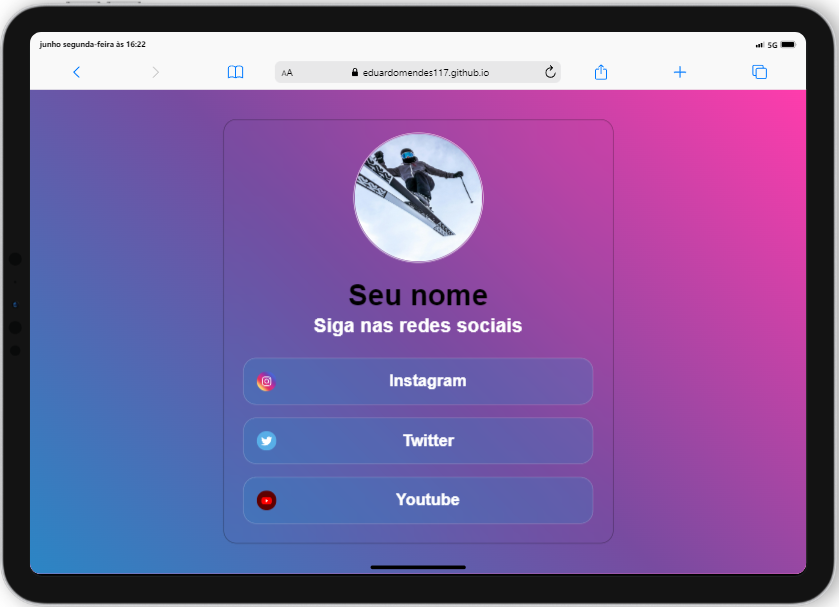 junho segunda-feira às 16:22
5G
AA
eduardomendes117.github.io
Seu nome
Siga nas redes sociais
Instagram
Twitter
Youtube